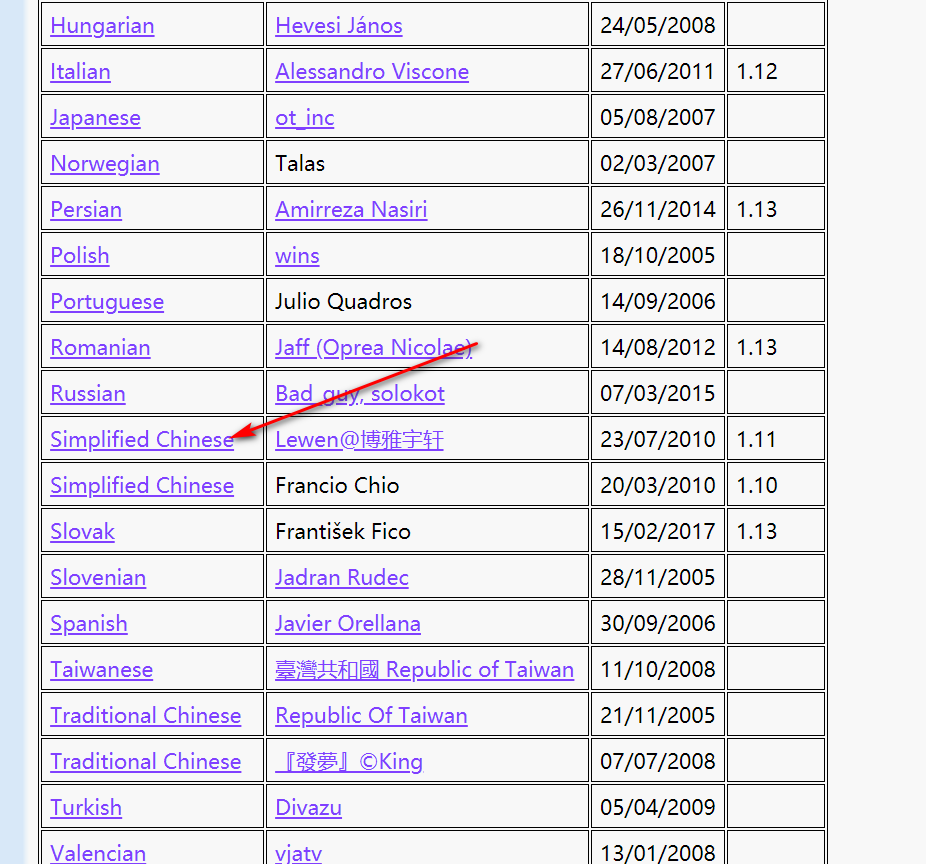 Hungarian Hevesi János 24/05/2008
Italian Alessandro Viscone 27/06/2011 1.12
Japanese ot_inc 05/08/2007
Norwegian Talas 02/03/2007
Persian Amirreza Nasiri 26/11/2014 1.13
Polish wins 18/10/2005
Portuguese Julio Quadros 14/09/2006
Romanian Jaff (Oprea Nicolae) 14/08/2012 1.13
Russian Bad_guy, solokot 07/03/2015
Simplified Chinese Lewen@博雅宇轩 23/07/2010 1.11
Simplified Chinese Francio Chio 20/03/2010 1.10
Slovak František Fico 15/02/2017 1.13
Slovenian Jadran Rudec 28/11/2005
Spanish Javier Orellana 30/09/2006
Taiwanese 臺灣共和國 Republic of Taiwan 11/10/2008
Traditional Chinese Republic Of Taiwan 21/11/2005
Traditional Chinese 『發夢』©King 07/07/2008
Turkish Divazu 05/04/2009
Valencian vjatv 13/01/2008